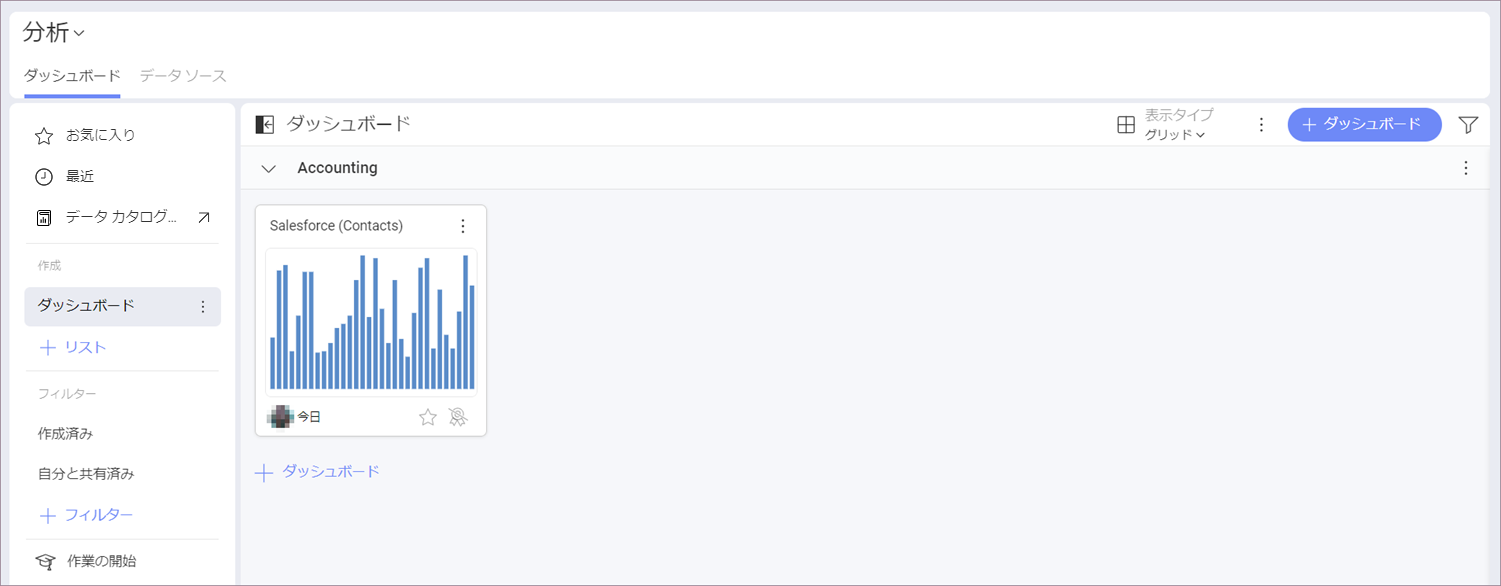 分析
ダッシュボード データ ソース
お気に入り
最近
データ カタログ...
作成
ダッシュボード
＋ リスト
フィルター
作成済み
自分と共有済み
＋ フィルター
作業の開始
ダッシュボード
表示タイプ
グリッド
＋ ダッシュボード
Accounting
Salesforce (Contacts)
今日
＋ ダッシュボード